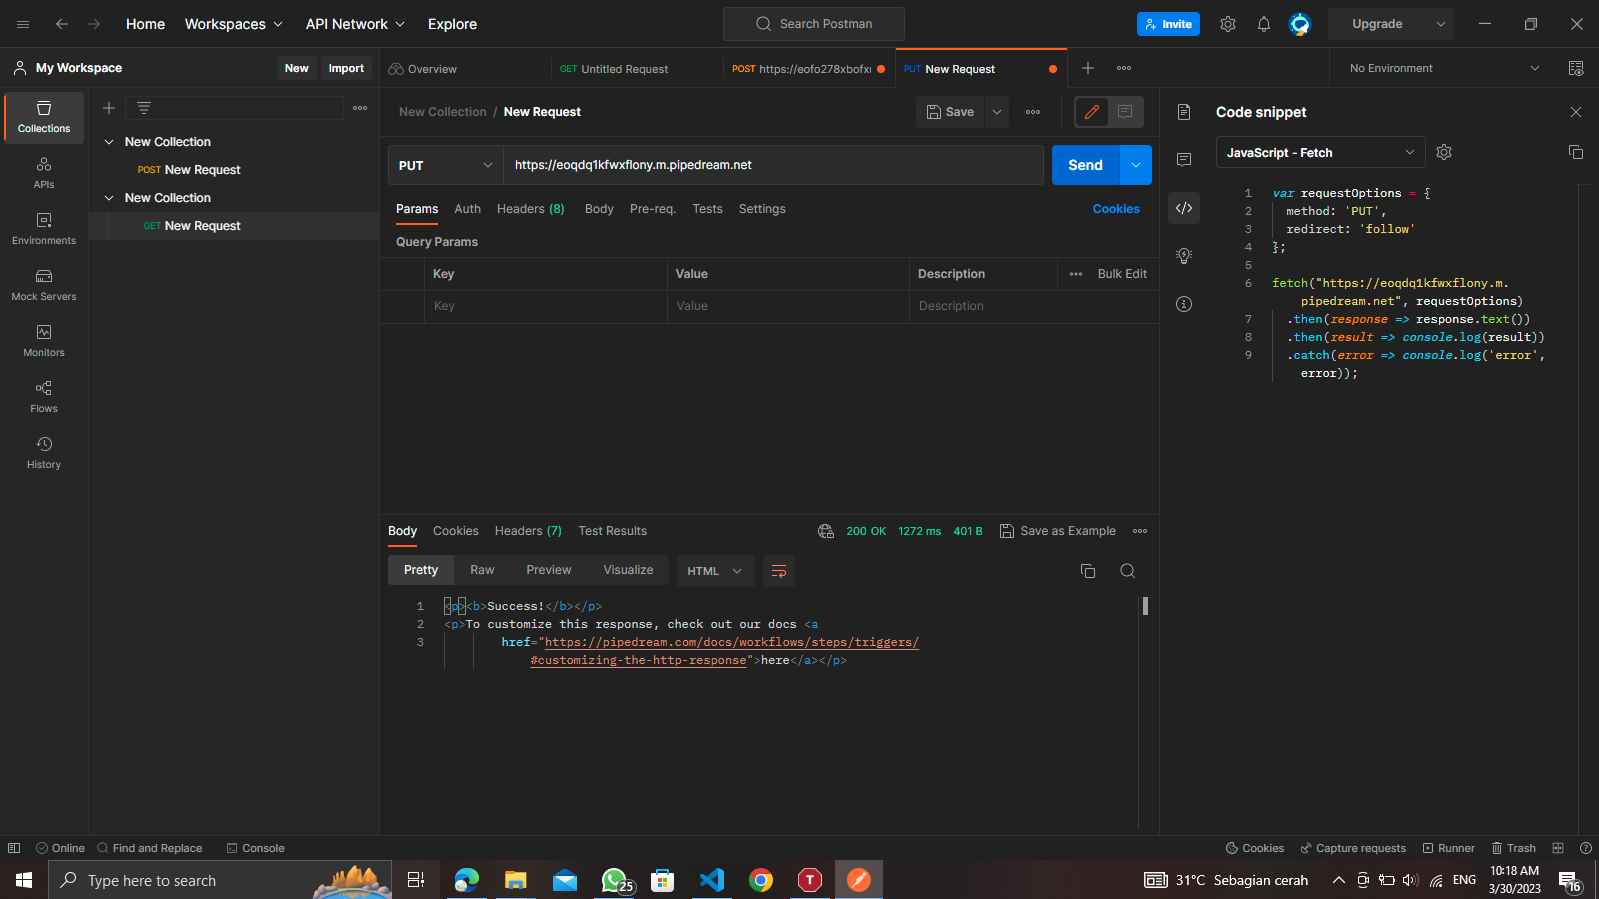 Home
Workspaces
API Network
Explore
Search Postman
Invite
Upgrade
My Workspace
New
Import
Overview
GET Untitled Request
POST https://eofo278xbofx
PUT New Request
No Environment
Collections
APIs
Environments
Mock Servers
Monitors
Flows
History
New Collection
POST New Request
New Collection
GET New Request
New Collection / New Request
Save
PUT
https://eoqdq1kfwxflony.m.pipedream.net
Send
Params
Auth
Headers (8)
Body
Pre-req.
Tests
Settings
Cookies
Query Params
Key
Value
Description
Bulk Edit
Key
Value
Description
Code snippet
JavaScript - Fetch
1 var requestOptions = {
2 method: 'PUT',
3 redirect: 'follow'
4 };
5
6 fetch("https://eoqdq1kfwxflony.m.
pipedream.net", requestOptions)
7 .then(response => response.text())
8 .then(result => console.log(result))
9 .catch(error => console.log('error',
error));
Body
Cookies
Headers (7)
Test Results
200 OK
1272 ms
401 B
Save as Example
Pretty
Raw
Preview
Visualize
HTML
1 <p><b>Success!</b></p>
2 <p>To customize this response, check out our docs <a
3 href="https://pipedream.com/docs/workflows/steps/triggers/
#customizing-the-http-response">here</a></p>
Online
Find and Replace
Console
Cookies
Capture requests
Runner
Trash
Type here to search
25
T
31°C Sebagian cerah
ENG
10:18 AM
3/30/2023
16